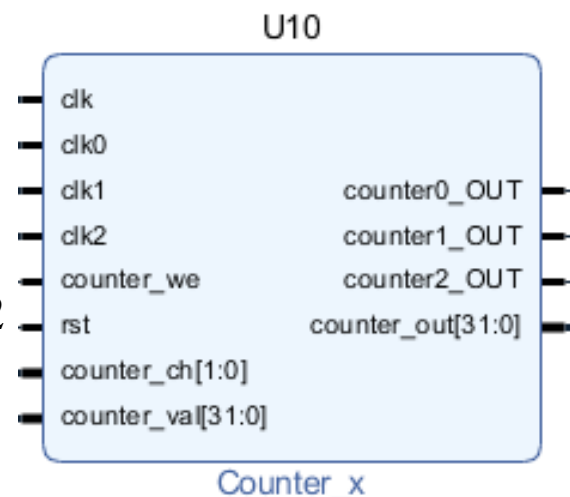 U10
clk
clk0
clk1
clk2
counter_we
rst
counter_ch[1:0]
counter_val[31:0]
counter0_OUT
counter1_OUT
counter2_OUT
counter_out[31:0]
Counter_x